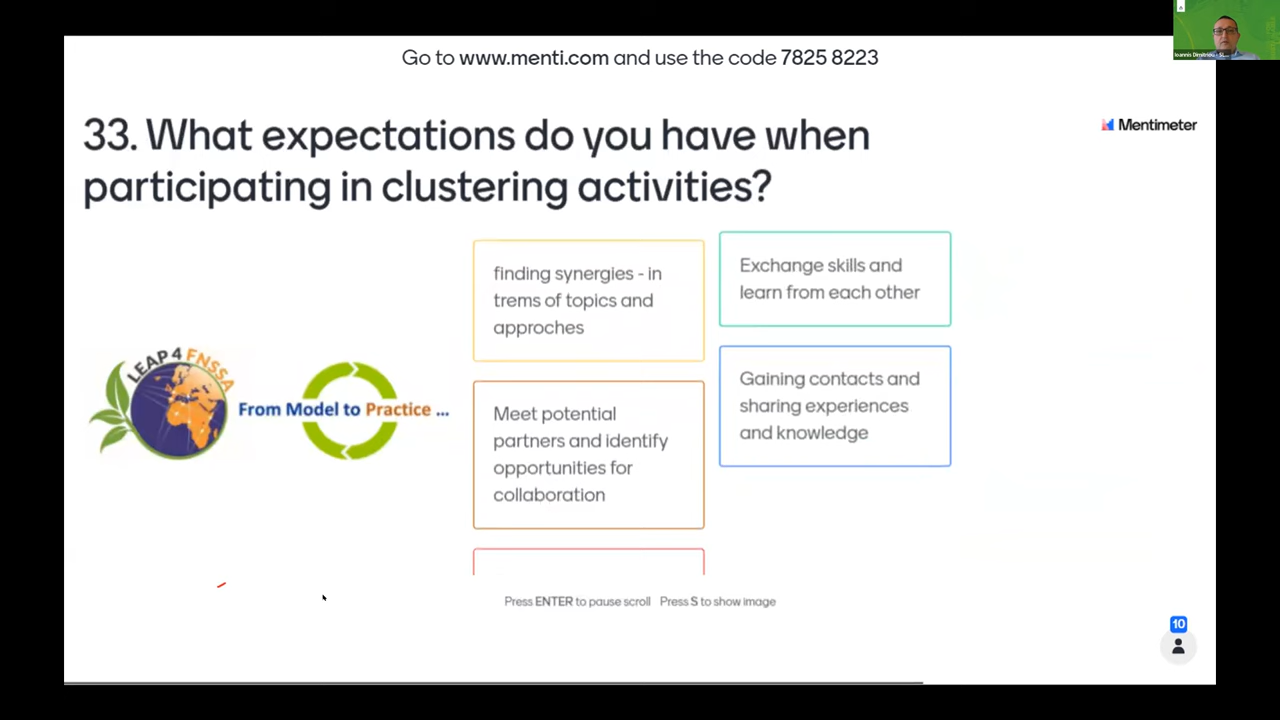 Go to www.menti.com and use the code 7825 8223
33. What expectations do you have when
participating in clustering activities?
Mentimeter
finding synergies - in
trems of topics and
approches
Exchange skills and
learn from each other
Meet potential
partners and identify
opportunities for
collaboration
Gaining contacts and
sharing experiences
and knowledge
LEAP4 FNSSA
From Model to Practice ...
Press ENTER to pause scroll Press S to show image
10
Ioannis Dimitriou